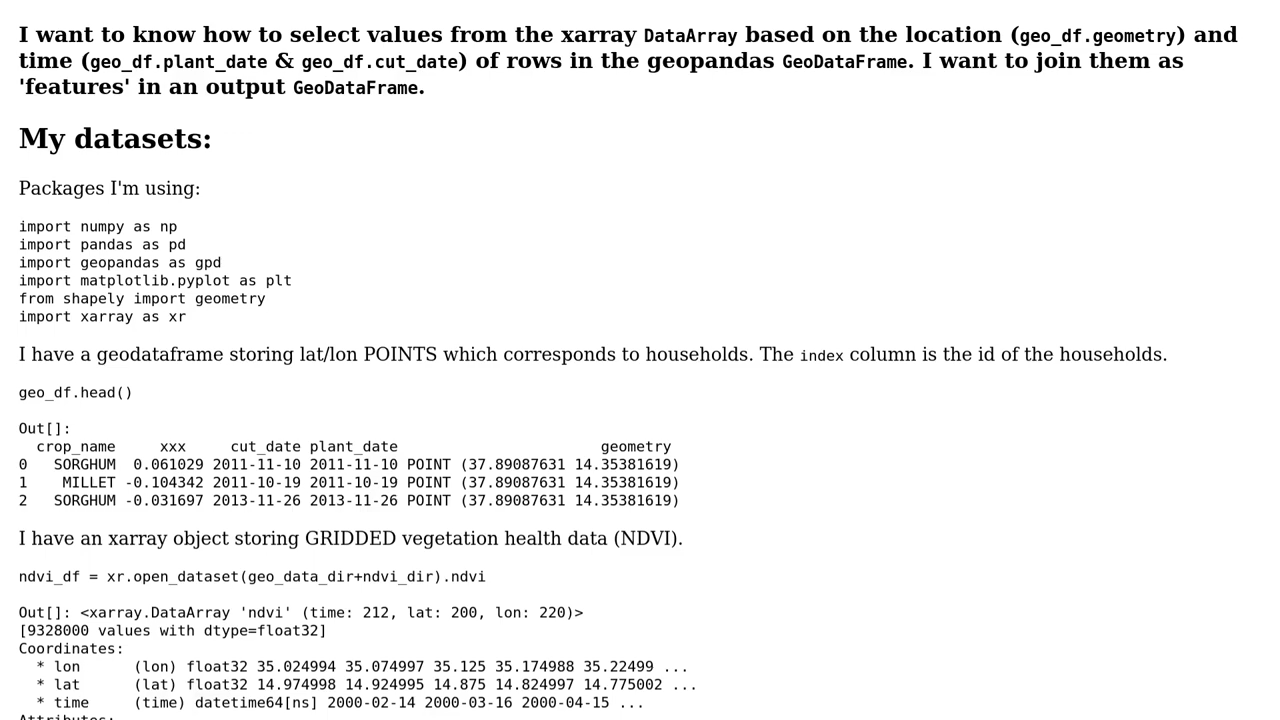 I want to know how to select values from the xarray DataArray based on the location (geo_df.geometry) and
time (geo_df.plant_date & geo_df.cut_date) of rows in the geopandas GeoDataFrame. I want to join them as
'features' in an output GeoDataFrame.
My datasets:
Packages I'm using:
import numpy as np
import pandas as pd
import geopandas as gpd
import matplotlib.pyplot as plt
from shapely import geometry
import xarray as xr
I have a geodataframe storing lat/lon POINTS which corresponds to households. The index column is the id of the households.
geo_df.head()
Out[]:
  crop_name     xxx     cut_date plant_date                       geometry
0   SORGHUM  0.061029 2011-11-10 2011-11-10 POINT (37.89087631 14.35381619)
1    MILLET -0.104342 2011-10-19 2011-10-19 POINT (37.89087631 14.35381619)
2   SORGHUM -0.031697 2013-11-26 2013-11-26 POINT (37.89087631 14.35381619)
I have an xarray object storing GRIDDED vegetation health data (NDVI).
ndvi_df = xr.open_dataset(geo_data_dir+ndvi_dir).ndvi
Out[]: <xarray.DataArray 'ndvi' (time: 212, lat: 200, lon: 220)>
[9328000 values with dtype=float32]
Coordinates:
  * lon      (lon) float32 35.024994 35.074997 35.125 35.174988 35.22499 ...
  * lat      (lat) float32 14.974998 14.924995 14.875 14.824997 14.775002 ...
  * time     (time) datetime64[ns] 2000-02-14 2000-03-16 2000-04-15 ...
Attributes: